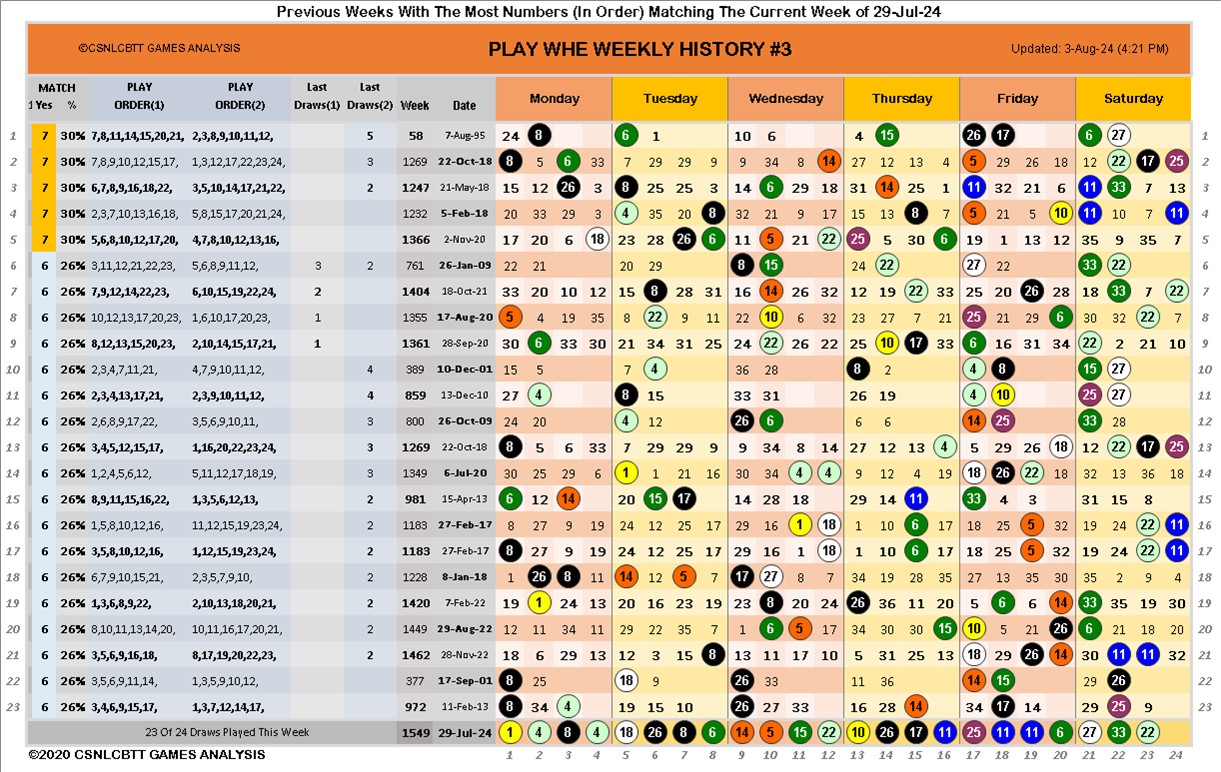 Previous Weeks With The Most Numbers (In Order) Matching The Current Week of 29-Jul-24
©CSNLCBTT GAMES ANALYSIS PLAY WHE WEEKLY HISTORY #3 Updated: 3-Aug-24 (4:21 PM)
MATCH PLAY PLAY Last Last
1 Yes % ORDER(1) ORDER(2) Draws(1) Draws(2) Week Date Monday Tuesday Wednesday Thursday Friday Saturday
1 7 30% 7,8,11,14,15,20,21, 2,3,8,9,10,11,12, 5 58 7-Aug-95 24 8 6 1 10 6 4 15 26 17 6 27 1
2 7 30% 7,8,9,10,12,15,17, 1,3,12,17,22,23,24, 3 1269 22-Oct-18 8 5 6 33 7 29 29 9 9 34 8 14 27 12 13 4 5 29 26 18 12 22 17 25 2
3 7 30% 6,7,8,9,16,18,22, 3,5,10,14,17,21,22, 2 1247 21-May-18 15 12 26 3 8 25 25 3 14 6 29 18 31 14 25 1 11 32 21 6 11 33 7 13 3
4 7 30% 2,3,7,10,13,16,18, 5,8,15,17,20,21,24, 1232 5-Feb-18 20 33 29 3 4 35 20 8 32 21 9 17 15 13 8 7 5 21 5 10 11 10 7 11 4
5 7 30% 5,6,8,10,12,17,20, 4,7,8,10,12,13,16, 1366 2-Nov-20 17 20 6 18 23 28 26 6 11 5 21 12 25 5 30 6 19 1 13 12 35 9 35 7 5
6 6 26% 3,11,12,21,22,23, 5,6,8,9,11,12, 3 2 761 26-Jan-09 22 21 20 29 8 15 24 22 27 22 33 22 6
7 6 26% 7,9,12,14,22,23, 6,10,15,19,22,24, 2 1404 18-Oct-21 33 20 10 12 15 8 28 31 16 14 26 32 12 19 22 33 25 20 26 28 18 33 7 22 7
8 6 26% 10,12,13,17,20,23, 1,6,10,17,20,23, 1 1355 17-Aug-20 5 4 19 35 8 22 9 11 22 10 6 32 23 27 7 21 25 21 29 6 30 32 22 7 8
9 6 26% 8,12,13,15,20,23, 2,10,14,15,17,21, 1 1361 28-Sep-20 30 6 33 30 21 34 31 25 24 22 26 22 25 10 17 33 6 16 31 34 22 2 21 10 9
10 6 26% 2,3,4,7,11,21, 4,7,9,10,11,12, 4 389 10-Dec-01 15 5 7 4 36 28 8 2 4 8 15 27 10
11 6 26% 2,3,4,13,17,21, 2,3,9,10,11,12, 4 859 13-Dec-10 27 4 8 15 33 31 26 19 4 10 25 27 11
12 6 26% 2,6,8,9,17,22, 3,5,6,9,10,11, 3 800 26-Oct-09 20 12 4 12 26 6 6 6 14 25 33 28 12
13 6 26% 3,4,5,12,15,17, 1,16,20,22,23,24, 3 1269 22-Oct-18 8 5 6 33 7 29 29 9 9 34 8 14 27 12 13 4 5 29 26 18 12 22 17 25 13
14 6 26% 1,2,4,5,6,12, 5,11,12,17,18,19, 3 1349 6-Jul-20 30 25 29 6 1 1 21 16 30 34 4 4 9 12 4 19 18 26 22 18 32 13 36 18 14
15 6 26% 8,9,11,15,16,22, 1,3,5,6,12,13, 2 981 15-Apr-13 6 12 14 20 15 17 14 28 18 29 14 11 33 4 3 31 15 8 15
16 6 26% 1,5,8,10,12,16, 11,12,15,19,23,24, 2 1183 27-Feb-17 8 27 9 19 24 12 25 17 29 16 1 18 1 10 6 17 18 25 5 32 19 24 22 11 16
17 6 26% 3,5,8,10,12,16, 1,12,15,19,23,24, 2 1183 27-Feb-17 8 27 9 19 24 12 25 17 29 16 1 18 1 10 6 17 18 25 5 32 19 24 22 11 17
18 6 26% 6,7,9,10,15,21, 2,3,5,7,9,10, 2 1228 8-Jan-18 1 26 8 11 14 12 5 7 17 27 8 7 34 19 28 35 27 13 35 30 35 2 9 4 18
19 6 26% 1,3,6,8,9,22, 2,10,13,18,20,21, 2 1420 7-Feb-22 19 1 24 13 20 16 23 19 23 8 20 24 26 36 11 20 5 6 6 14 33 35 19 30 19
20 6 26% 8,10,11,13,14,20, 10,11,16,17,20,21, 2 1449 29-Aug-22 12 11 34 11 29 22 35 7 1 6 5 17 34 30 30 15 10 5 21 26 6 21 18 20 20
21 6 26% 3,5,6,9,16,18, 8,17,19,20,22,23, 2 1462 28-Nov-22 18 6 29 13 12 3 15 8 13 11 17 10 5 31 25 13 18 29 26 14 30 11 11 32 21
22 6 26% 3,5,6,9,11,14, 1,3,5,9,10,12, 377 17-Sep-01 8 25 18 9 26 33 11 36 14 15 29 26 22
23 6 26% 3,4,6,9,15,17, 1,3,7,12,14,17, 972 11-Feb-13 8 34 4 19 15 10 26 27 33 16 28 14 34 17 14 29 25 9 23
23 Of 24 Draws Played This Week 1549 29-Jul-24 1 4 8 4 18 26 8 6 14 5 15 22 10 26 17 11 25 11 11 6 27 33 22
©2020 CSNLCBTT GAMES ANALYSIS 1 2 3 4 5 6 7 8 9 10 11 12 13 14 15 16 17 18 19 20 21 22 23 24